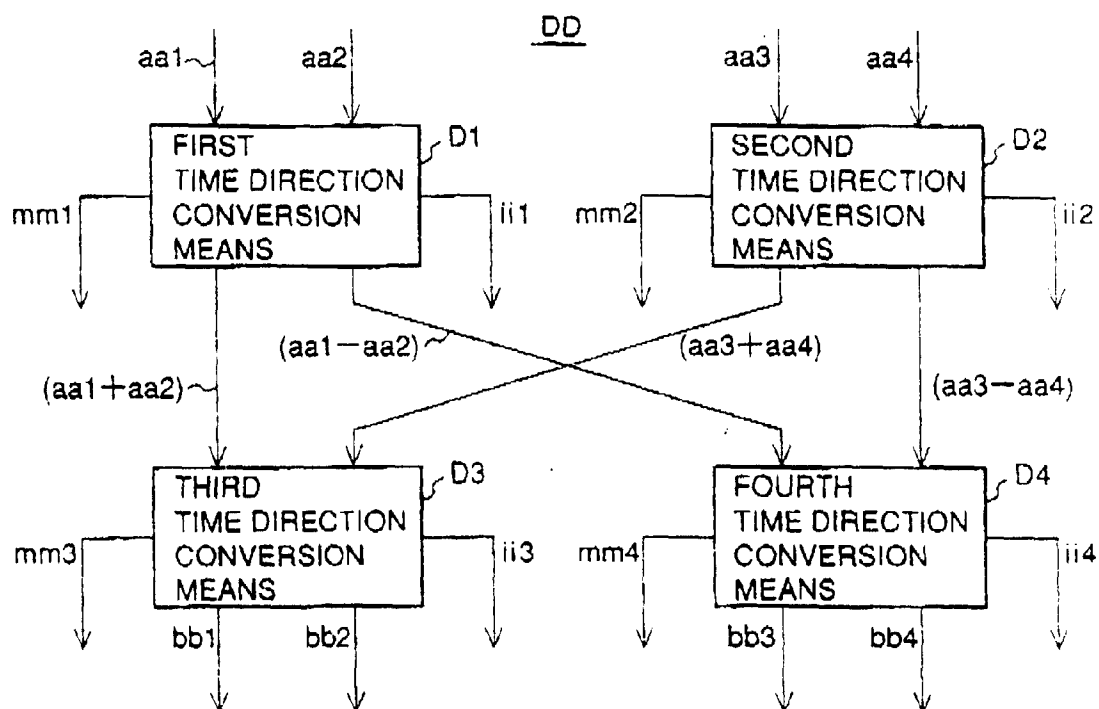 DD
aa1
aa2
aa3
aa4
FIRST
TIME DIRECTION
CONVERSION
MEANS
D1
SECOND
TIME DIRECTION
CONVERSION
MEANS
D2
mm1
ii1
mm2
ii2
(aa1−aa2)
(aa3+aa4)
(aa1+aa2)
(aa3−aa4)
THIRD
TIME DIRECTION
CONVERSION
MEANS
D3
FOURTH
TIME DIRECTION
CONVERSION
MEANS
D4
mm3
ii3
mm4
ii4
bb1
bb2
bb3
bb4